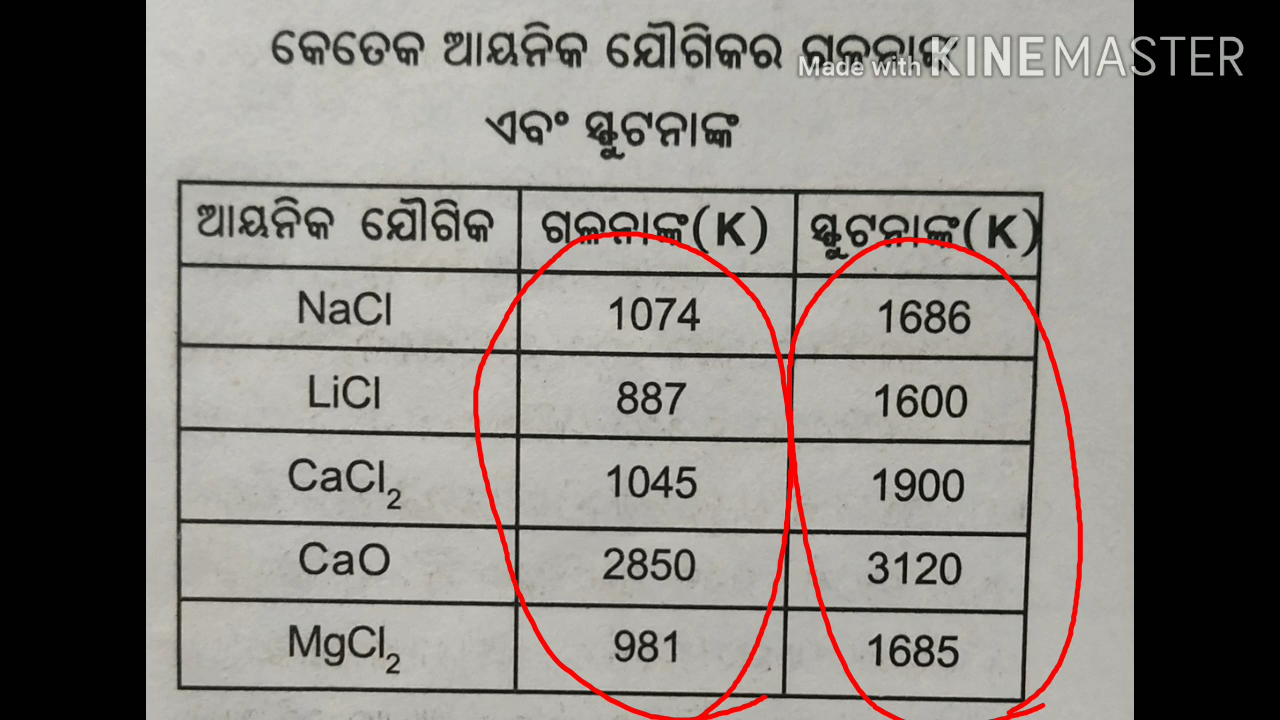 କେତେକ ଆୟନିକ ଯୌଗିକର ଗଳନାଙ୍କ
Made with KINEMASTER
ଏବଂ ସ୍ଫୁଟନାଙ୍କ
ଆୟନିକ ଯୌଗିକ ଗଳନାଙ୍କ(K) ସ୍ଫୁଟନାଙ୍କ(K)
NaCl 1074 1686
LiCl 887 1600
CaCl₂ 1045 1900
CaO 2850 3120
MgCl₂ 981 1685